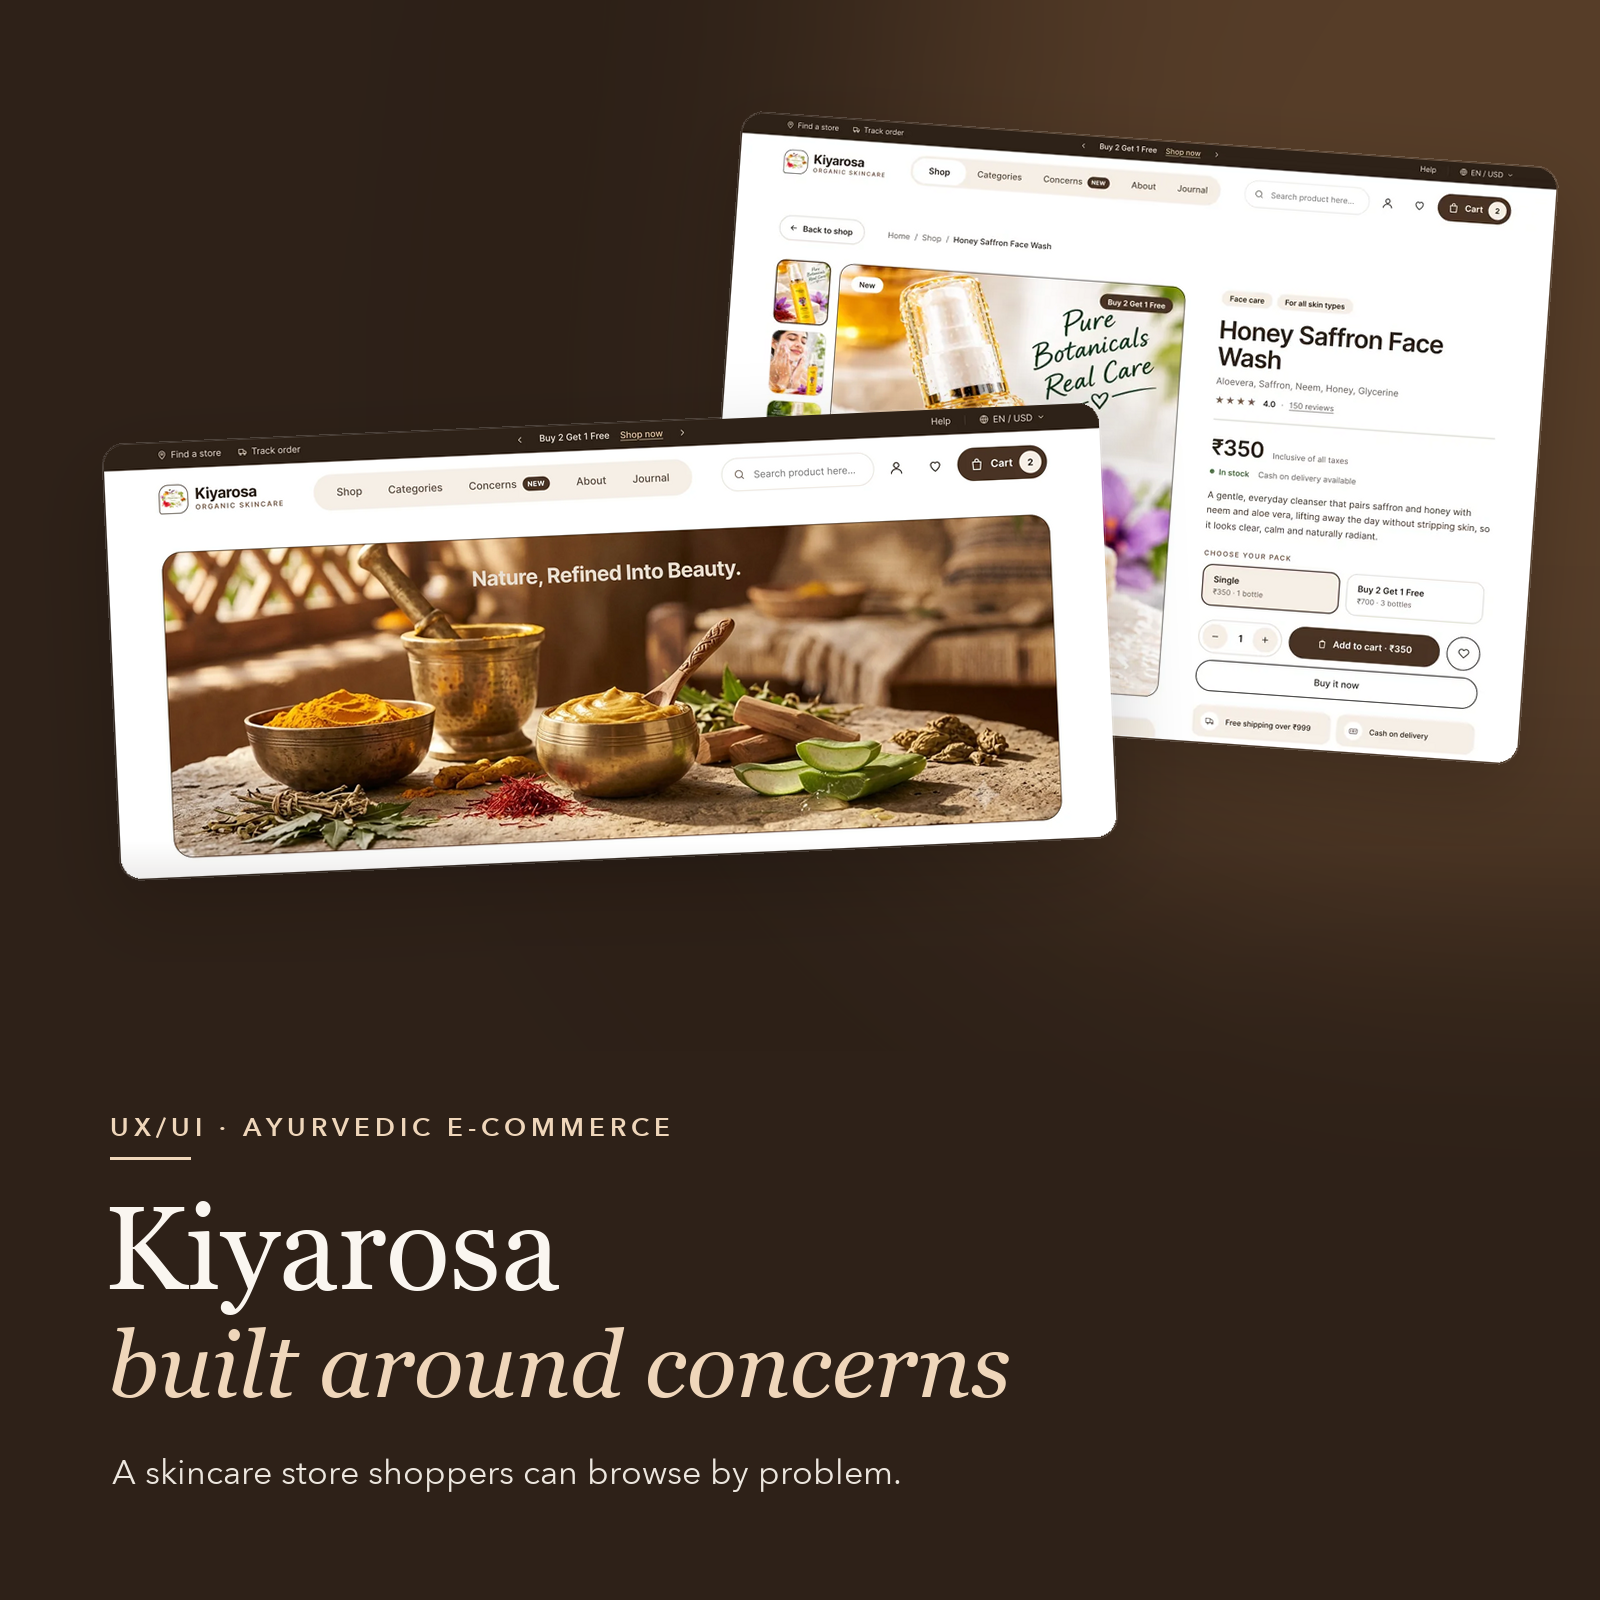 Find a store
Track order
Buy 2 Get 1 Free
Shop now
Help
EN / USD
Kiyarosa
ORGANIC SKINCARE
Shop
Categories
Concerns NEW
About
Journal
Search product here...
Cart 2
Back to shop
Home / Shop / Honey Saffron Face Wash
New
Buy 2 Get 1 Free
Pure
Botanicals
Real Care
Face care
For all skin types
Honey Saffron Face
Wash
Aloevera, Saffron, Neem, Honey, Glycerine
★★★★ 4.0 · 150 reviews
₹350 Inclusive of all taxes
In stock Cash on delivery available
A gentle, everyday cleanser that pairs saffron and honey with
neem and aloe vera, lifting away the day without stripping skin, so
it looks clear, calm and naturally radiant.
CHOOSE YOUR PACK
Single
₹350 · 1 bottle
Buy 2 Get 1 Free
₹700 · 3 bottles
− 1 +
Add to cart · ₹350
Buy it now
Free shipping over ₹999
Cash on delivery
Find a store
Track order
Buy 2 Get 1 Free
Shop now
Help
EN / USD
Kiyarosa
ORGANIC SKINCARE
Shop
Categories
Concerns NEW
About
Journal
Search product here...
Cart 2
Nature, Refined Into Beauty.
UX/UI · AYURVEDIC E-COMMERCE
Kiyarosa
built around concerns
A skincare store shoppers can browse by problem.